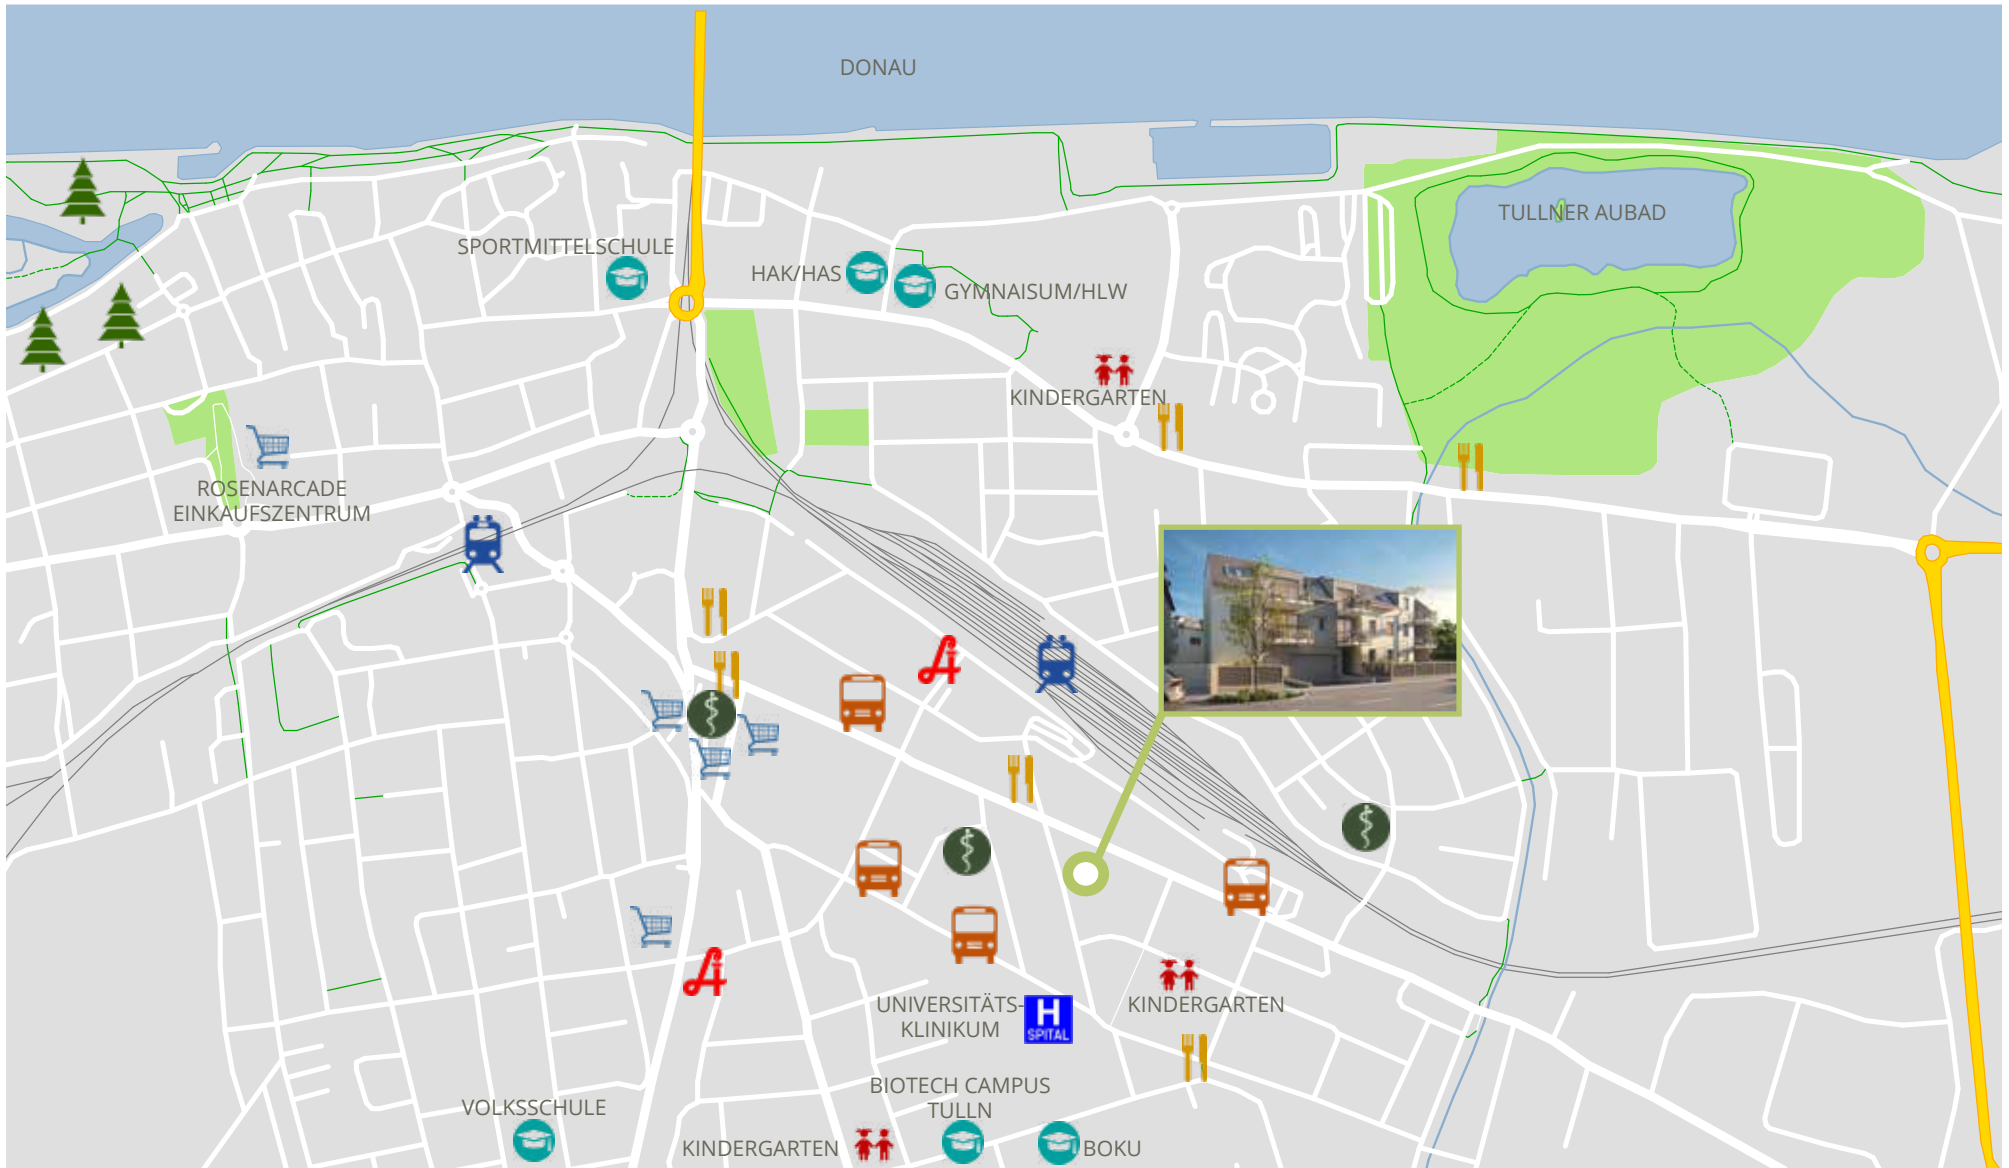 DONAU
TULLNER AUBAD
SPORTMITTELSCHULE
HAK/HAS
GYMNAISUM/HLW
KINDERGARTEN
ROSENARCADE
EINKAUFSZENTRUM
UNIVERSITÄTS-
KLINIKUM
H
SPITAL
KINDERGARTEN
BIOTECH CAMPUS
TULLN
VOLKSSCHULE
KINDERGARTEN
BOKU